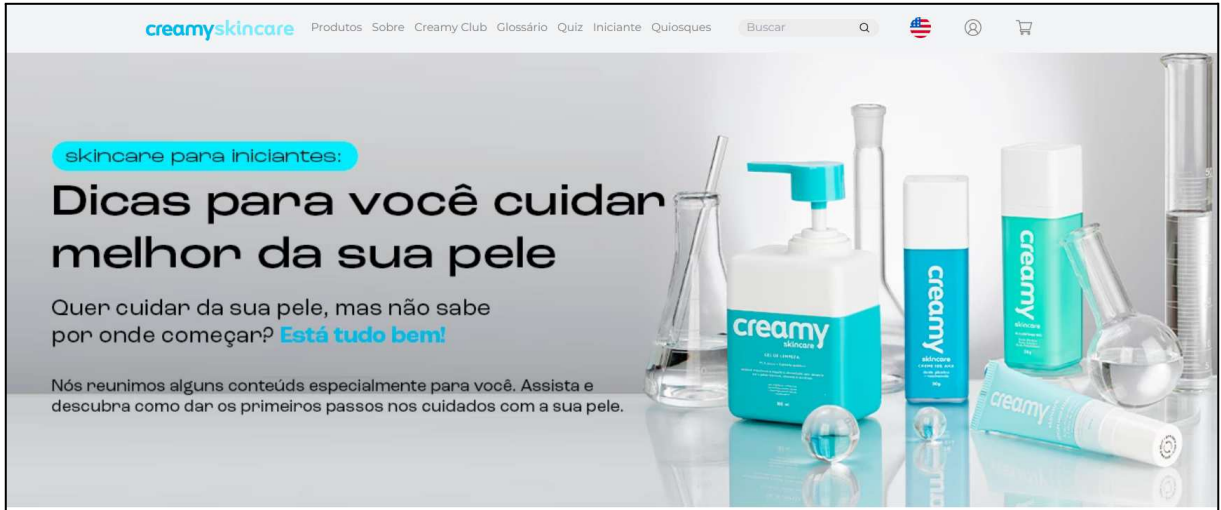 creamyskincare Produtos Sobre Creamy Club Glossário Quiz Iniciante Quiosques Buscar
skincare para iniciantes:
Dicas para você cuidar
melhor da sua pele
Quer cuidar da sua pele, mas não sabe
por onde começar? Está tudo bem!
Nós reunimos alguns conteúds especialmente para você. Assista e
descubra como dar os primeiros passos nos cuidados com a sua pele.
creamy
skincare
GEL DE LIMPEZA
creamy
skincare
creamy
skincare
creamy